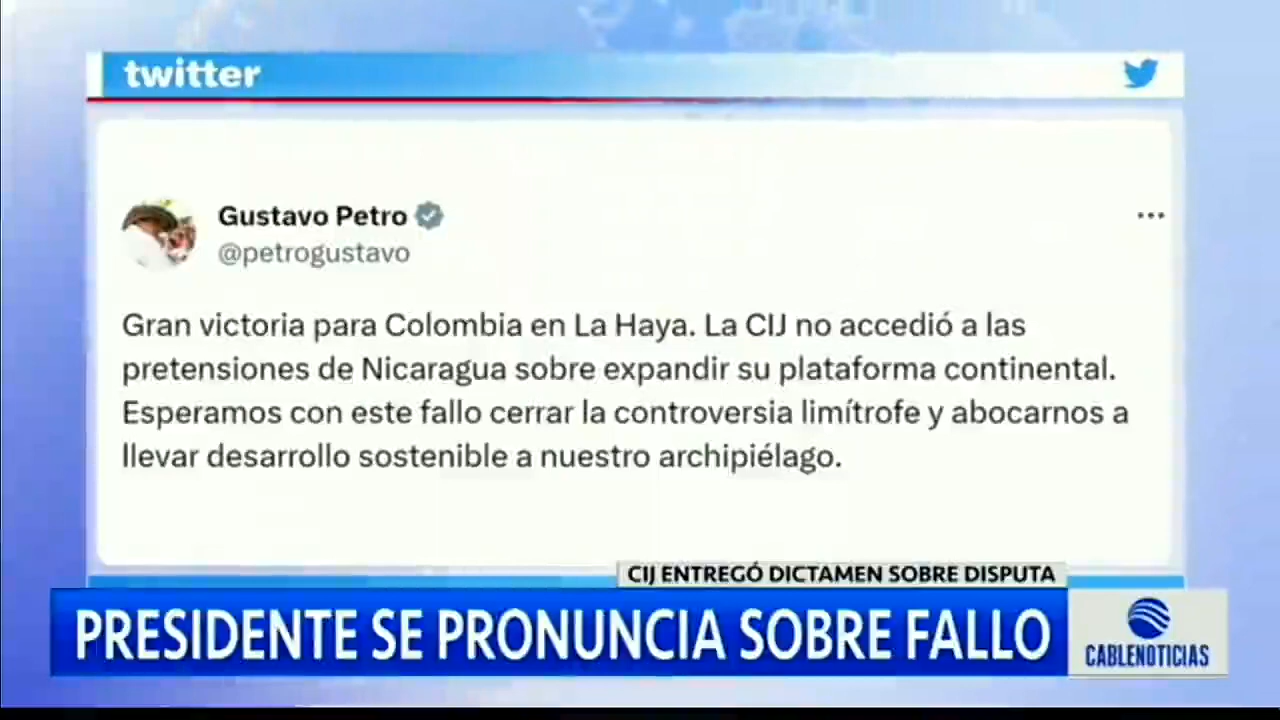 twitter
Gustavo Petro
@petrogustavo
Gran victoria para Colombia en La Haya. La CIJ no accedió a las
pretensiones de Nicaragua sobre expandir su plataforma continental.
Esperamos con este fallo cerrar la controversia limítrofe y abocarnos a
llevar desarrollo sostenible a nuestro archipiélago.
CIJ ENTREGÓ DICTAMEN SOBRE DISPUTA
PRESIDENTE SE PRONUNCIA SOBRE FALLO
CABLENOTICIAS